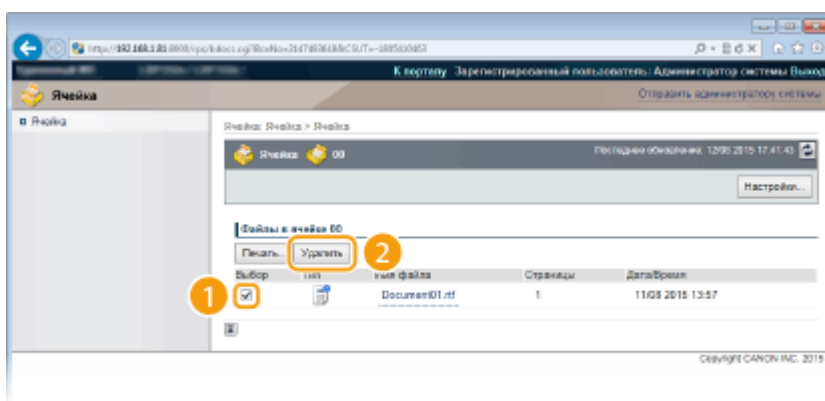 К порталу Зарегистрированный пользователь: Администратор системы Выход
Ячейка
Отправить администратору системы
Ячейка
Ячейка: Ячейка > Ячейка
Ячейка 00
Последнее обновление: 12/08 2015 17:41:43
Настройки...
Файлы в ячейке 00
Печать... Удалить 2
Выбор Тип Имя файла Страницы Дата/Время
1 Document01.rtf 1 11/08 2015 13:57
Copyright CANON INC. 2015